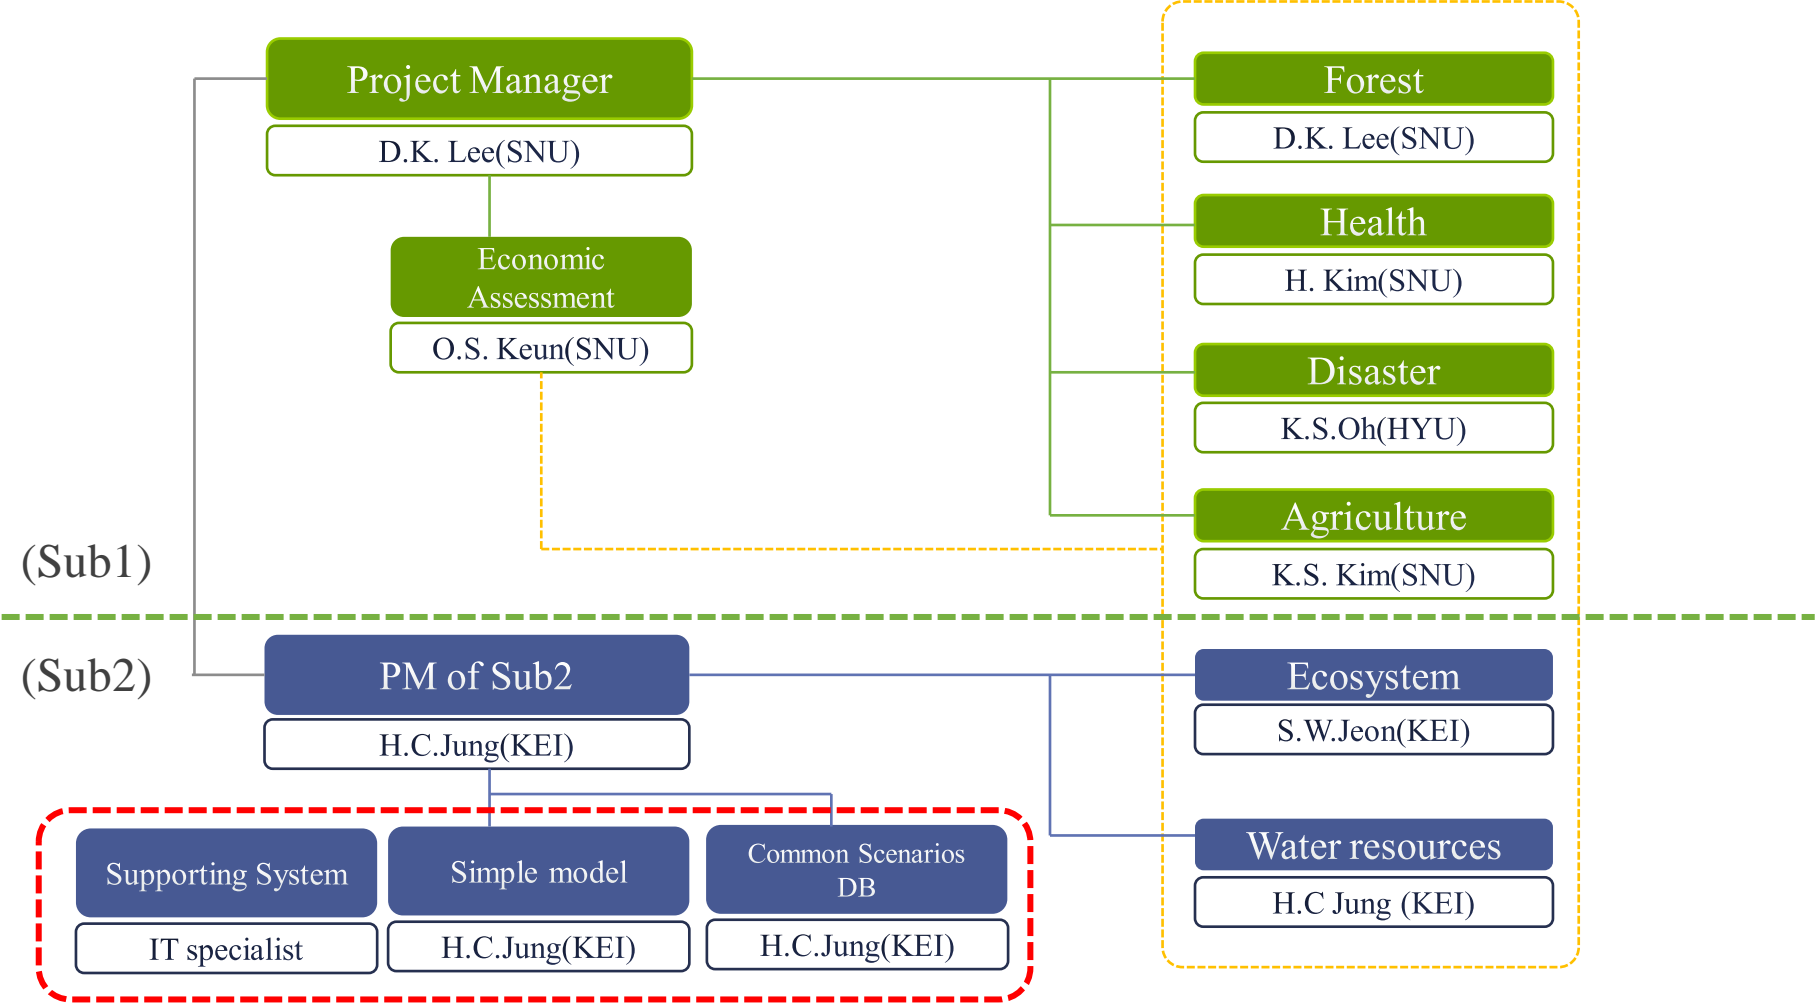 Project Manager
D.K. Lee(SNU)
Economic
Assessment
O.S. Keun(SNU)
Forest
D.K. Lee(SNU)
Health
H. Kim(SNU)
Disaster
K.S.Oh(HYU)
Agriculture
K.S. Kim(SNU)
(Sub1)
(Sub2)
PM of Sub2
H.C.Jung(KEI)
Ecosystem
S.W.Jeon(KEI)
Water resources
H.C Jung (KEI)
Supporting System
IT specialist
Simple model
H.C.Jung(KEI)
Common Scenarios
DB
H.C.Jung(KEI)